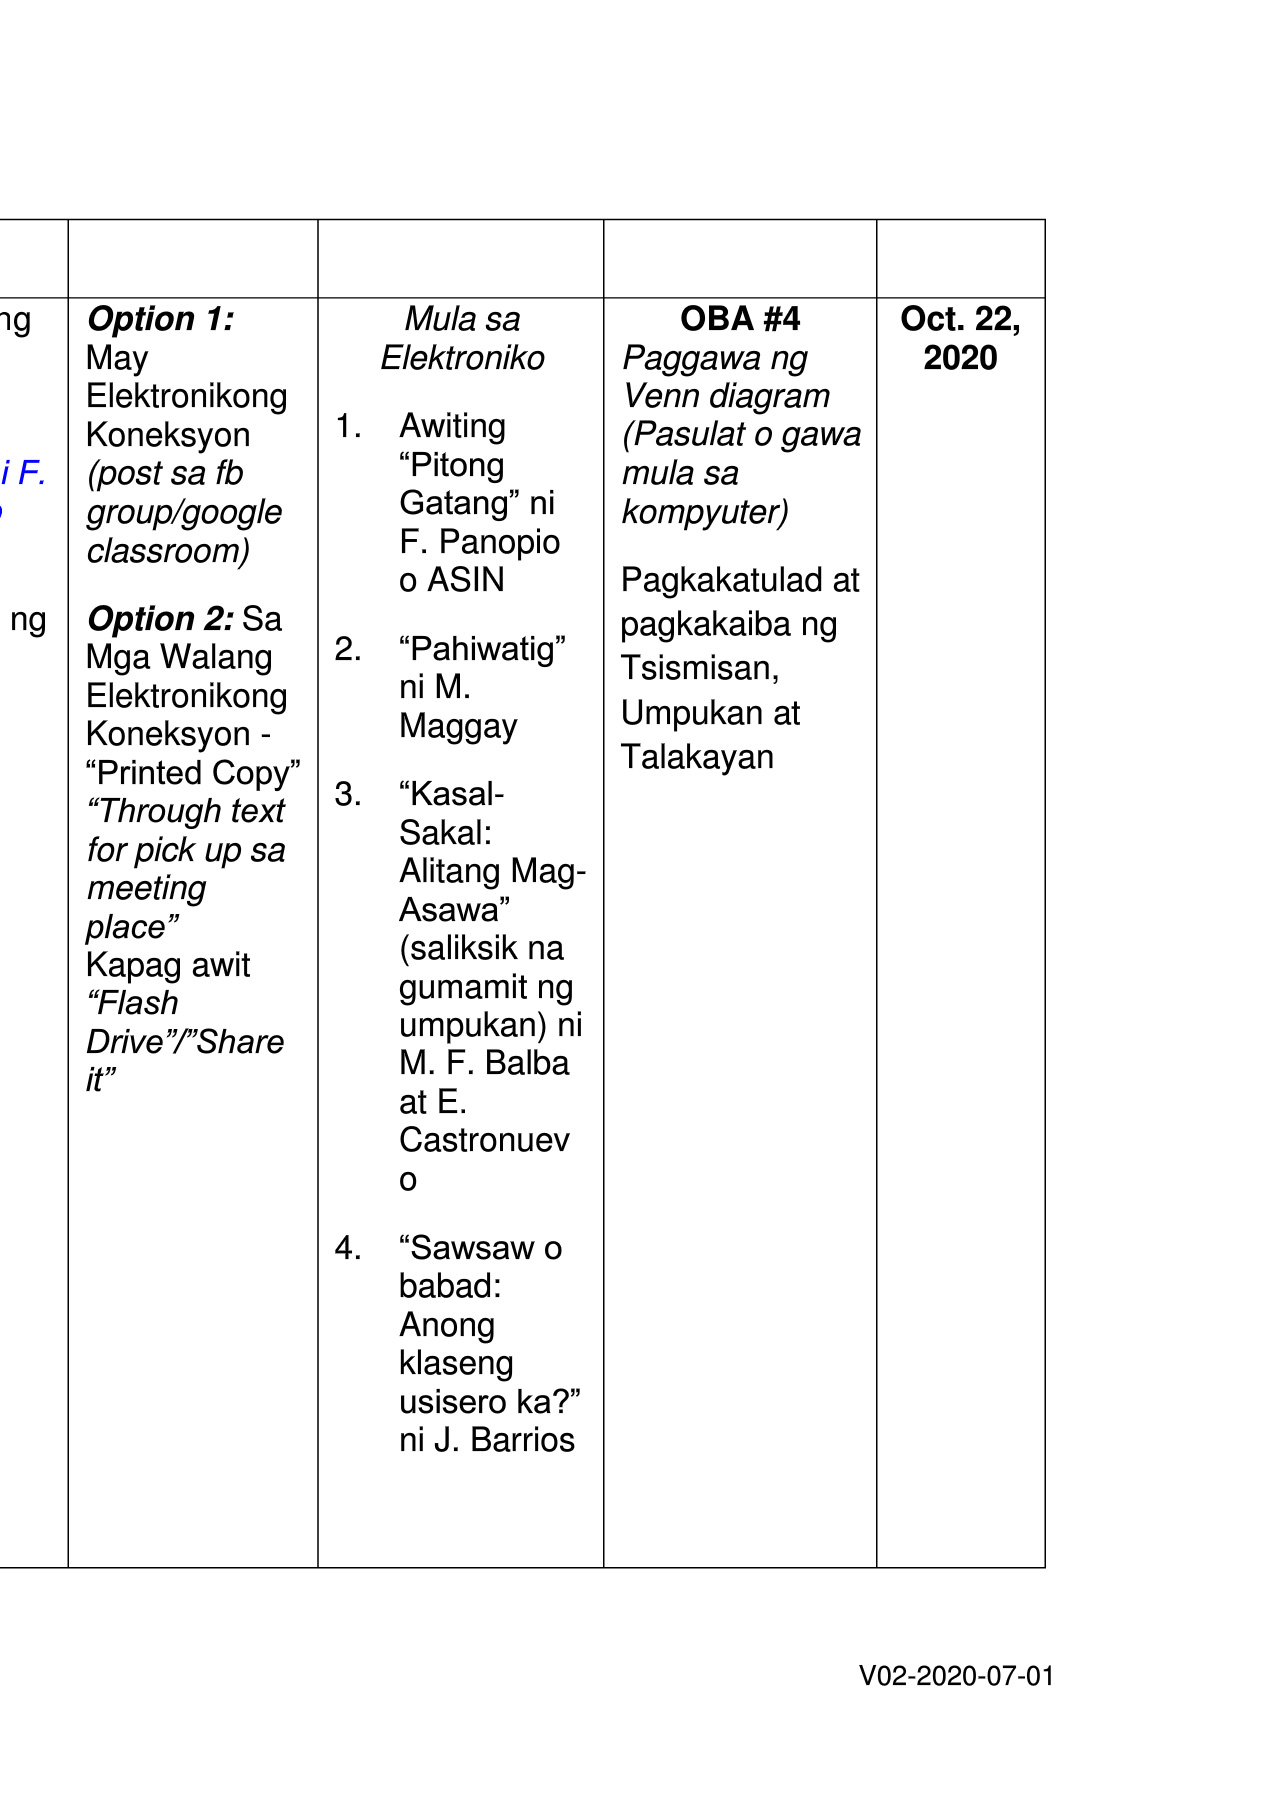 ng
i F.
ng
Option 1:
May
Elektronikong
Koneksyon
(post sa fb
group/google
classroom)
Option 2: Sa
Mga Walang
Elektronikong
Koneksyon -
“Printed Copy”
“Through text
for pick up sa
meeting
place”
Kapag awit
“Flash
Drive”/”Share
it”
Mula sa
Elektroniko
1. Awiting
“Pitong
Gatang” ni
F. Panopio
o ASIN
2. “Pahiwatig”
ni M.
Maggay
3. “Kasal-
Sakal:
Alitang Mag-
Asawa”
(saliksik na
gumamit ng
umpukan) ni
M. F. Balba
at E.
Castronuev
o
4. “Sawsaw o
babad:
Anong
klaseng
usisero ka?”
ni J. Barrios
OBA #4
Paggawa ng
Venn diagram
(Pasulat o gawa
mula sa
kompyuter)
Pagkakatulad at
pagkakaiba ng
Tsismisan,
Umpukan at
Talakayan
Oct. 22,
2020
V02-2020-07-01